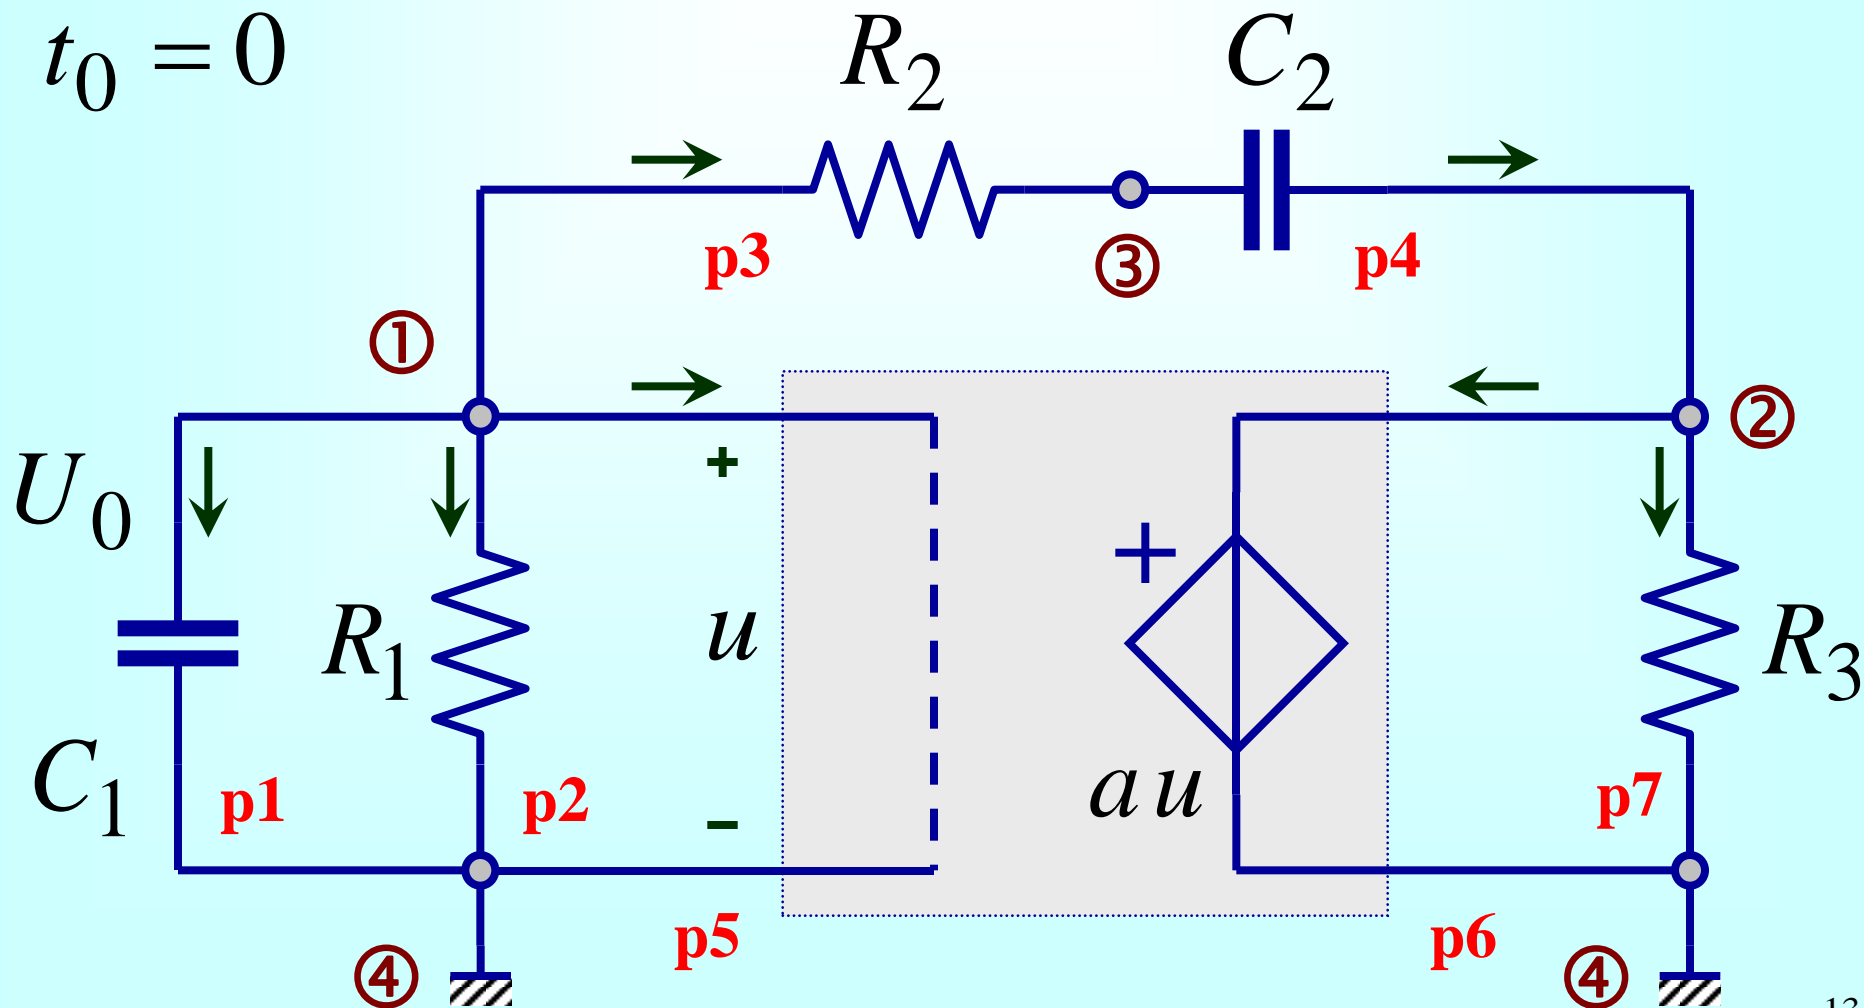 t₀ = 0
R₂
C₂
p3
③
p4
①
②
U₀
+
+
R₁
u
R₃
C₁
p1
p2
−
a u
p7
p5
p6
④
④
13